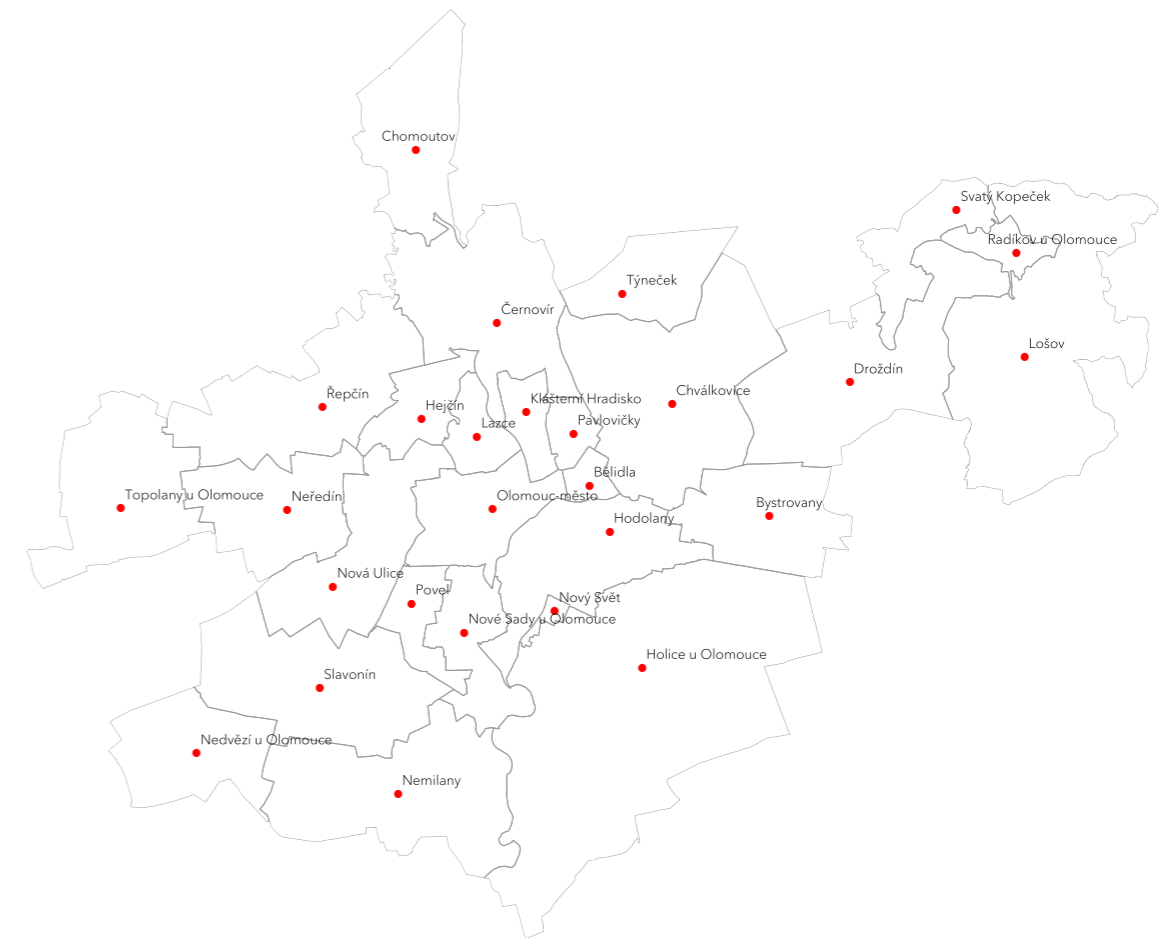 Chomoutov
Svatý Kopeček
Radíkov u Olomouce
Týneček
Černovír
Lošov
Droždín
Řepčín
Hejčín
Klášterní Hradisko
Chválkovice
Lazce
Pavlovičky
Bělidla
Topolany u Olomouce
Neředín
Olomouc-město
Bystrovany
Hodolany
Nová Ulice
Povel
Nový Svět
Nové Sady u Olomouce
Holice u Olomouce
Slavonín
Nedvězí u Olomouce
Nemilany